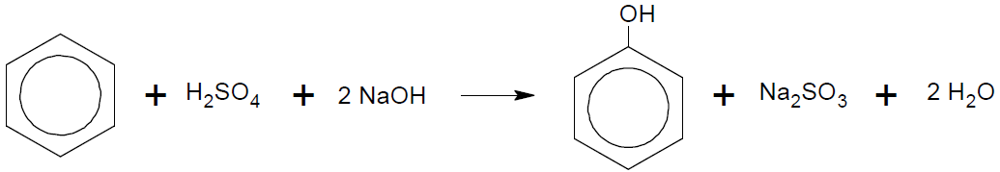 OH
+ H₂SO₄ + 2 NaOH + Na₂SO₃ + 2 H₂O